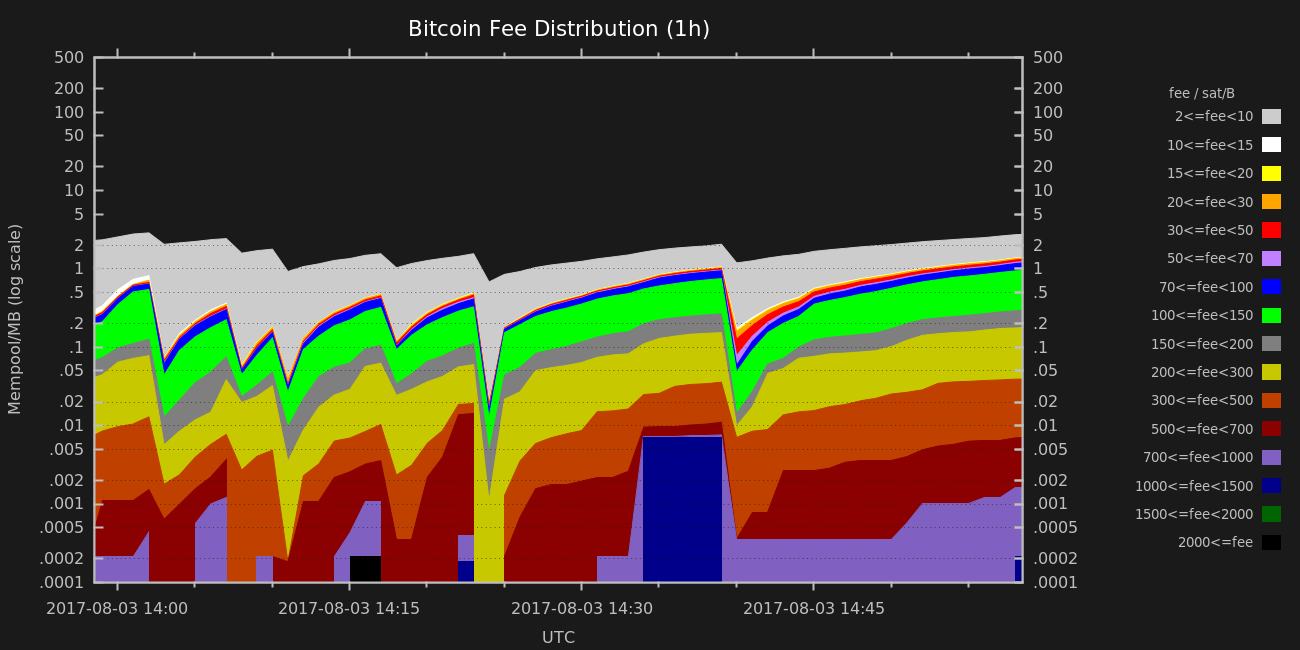 Bitcoin Fee Distribution (1h)
Mempool/MB (log scale)
500
200
100
50
20
10
5
2
1
.5
.2
.1
.05
.02
.01
.005
.002
.001
.0005
.0002
.0001
500
200
100
50
20
10
5
2
1
.5
.2
.1
.05
.02
.01
.005
.002
.001
.0005
.0002
.0001
2017-08-03 14:00
2017-08-03 14:15
2017-08-03 14:30
2017-08-03 14:45
UTC
fee / sat/B
2<=fee<10
10<=fee<15
15<=fee<20
20<=fee<30
30<=fee<50
50<=fee<70
70<=fee<100
100<=fee<150
150<=fee<200
200<=fee<300
300<=fee<500
500<=fee<700
700<=fee<1000
1000<=fee<1500
1500<=fee<2000
2000<=fee